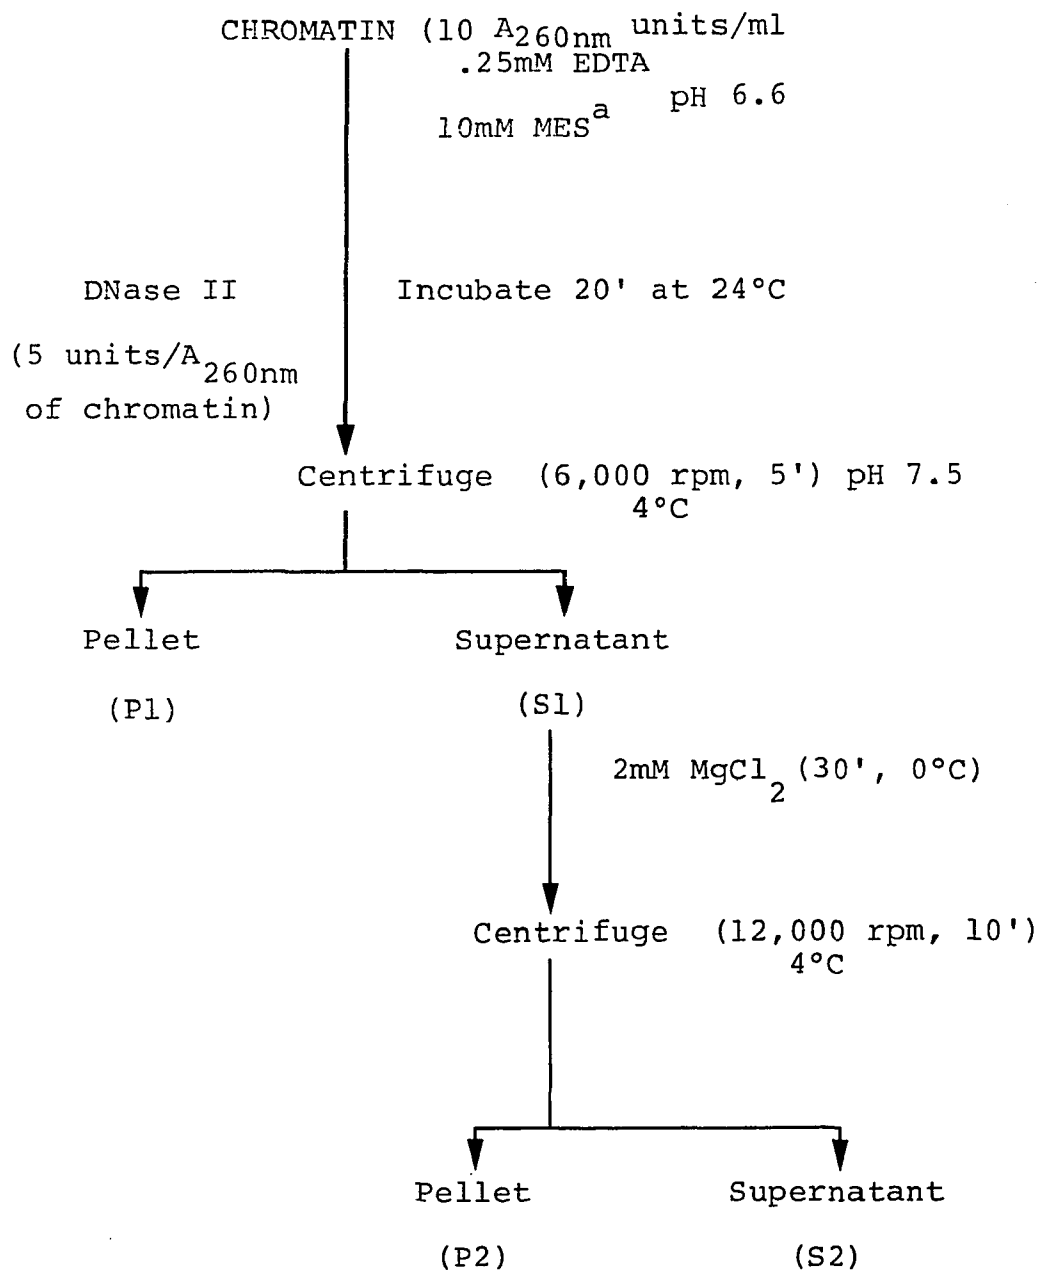 CHROMATIN (10 A260nm units/ml
.25mM EDTA
pH 6.6
10mM MESa
DNase II
Incubate 20' at 24°C
(5 units/A260nm
of chromatin)
Centrifuge (6,000 rpm, 5') pH 7.5
4°C
Pellet
Supernatant
(P1)
(S1)
2mM MgCl2 (30', 0°C)
Centrifuge (12,000 rpm, 10')
4°C
Pellet
Supernatant
(P2)
(S2)